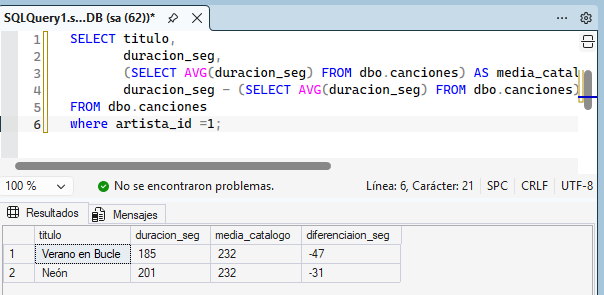 SQLQuery1.s...DB (sa (62))*
1 SELECT titulo,
2 duracion_seg,
3 (SELECT AVG(duracion_seg) FROM dbo.canciones) AS media_catal
4 duracion_seg - (SELECT AVG(duracion_seg) FROM dbo.canciones)
5 FROM dbo.canciones
6 where artista_id =1;
100 % No se encontraron problemas. Línea: 6, Carácter: 21 SPC CRLF UTF-8
Resultados Mensajes
titulo duracion_seg media_catalogo diferenciaion_seg
1 Verano en Bucle 185 232 -47
2 Neón 201 232 -31